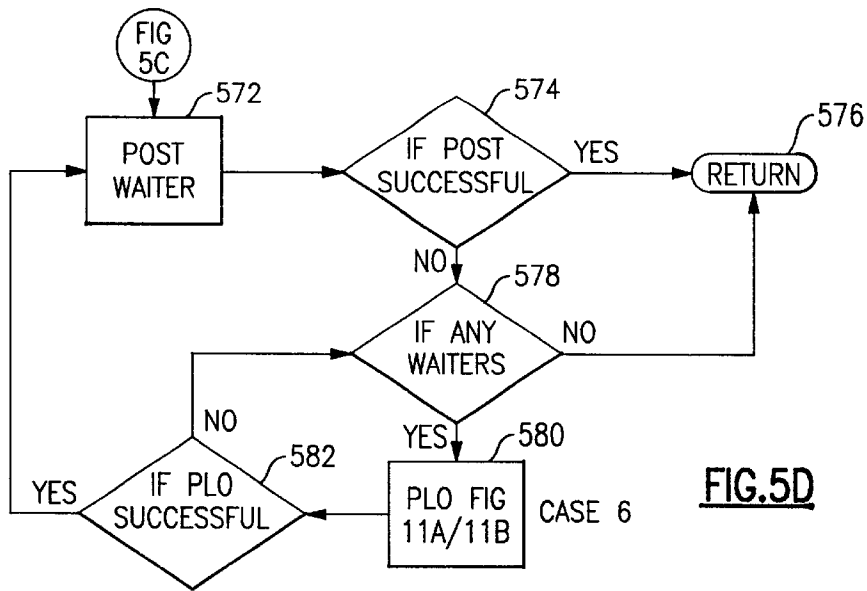 FIG
5C
572
POST
WAITER
574
IF POST
SUCCESSFUL
YES
576
RETURN
NO
578
IF ANY
WAITERS
NO
YES
580
PLO FIG
11A/11B
CASE 6
NO
582
IF PLO
SUCCESSFUL
YES
FIG.5D